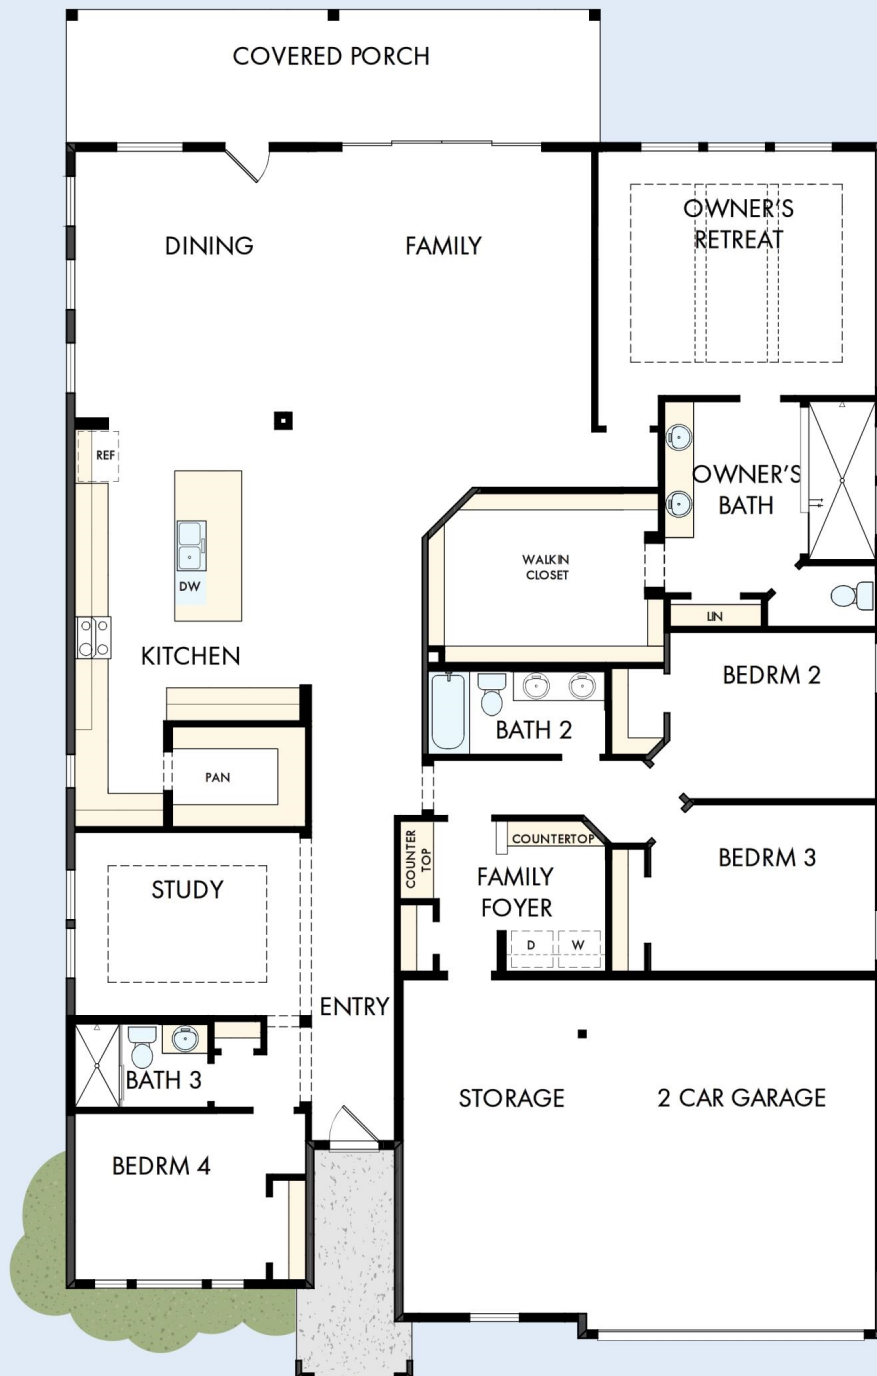 COVERED PORCH
DINING
FAMILY
OWNER'S
RETREAT
REF
OWNER'S
BATH
DW
WALKIN
CLOSET
LIN
KITCHEN
BEDRM 2
BATH 2
PAN
COUNTER
TOP
COUNTERTOP
BEDRM 3
STUDY
FAMILY
FOYER
D
W
ENTRY
BATH 3
STORAGE
2 CAR GARAGE
BEDRM 4